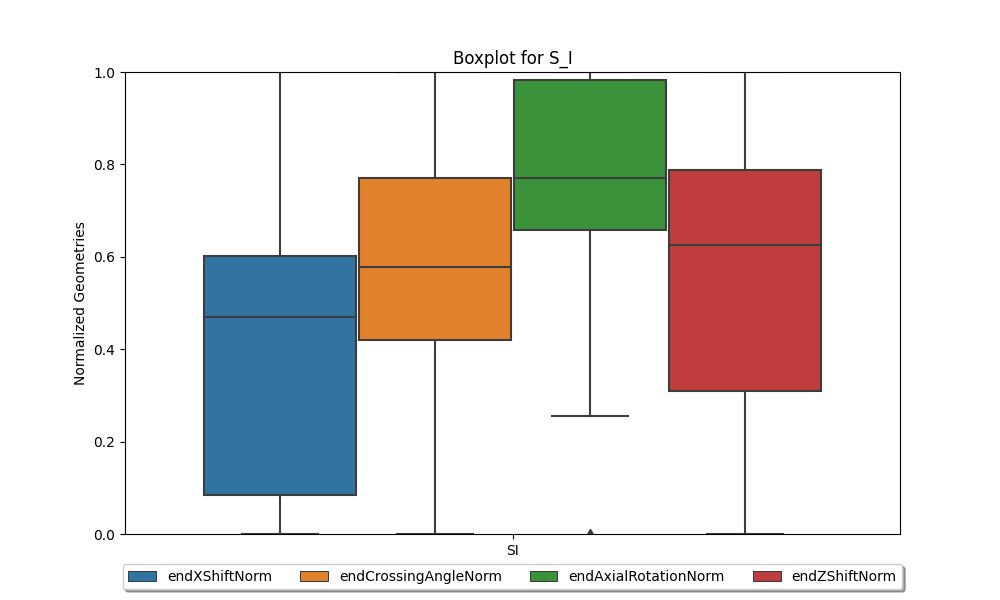 Boxplot for S_I
1.0
0.8
0.6
0.4
0.2
0.0
Normalized Geometries
SI
endXShiftNorm endCrossingAngleNorm endAxialRotationNorm endZShiftNorm